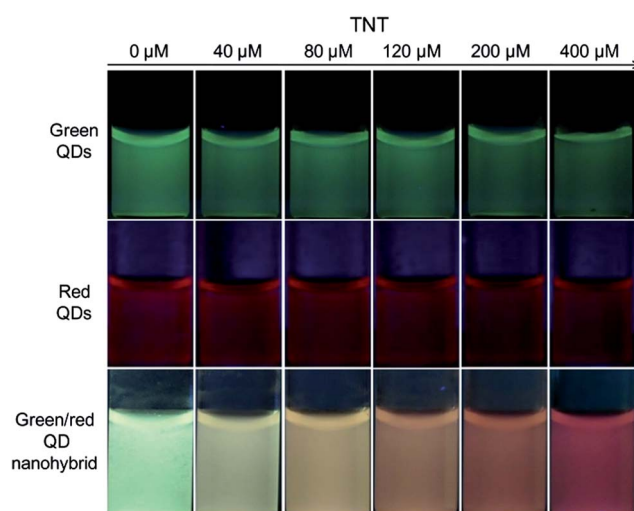 TNT
0 µM 40 µM 80 µM 120 µM 200 µM 400 µM
Green
QDs
Red
QDs
Green/red
QD
nanohybrid